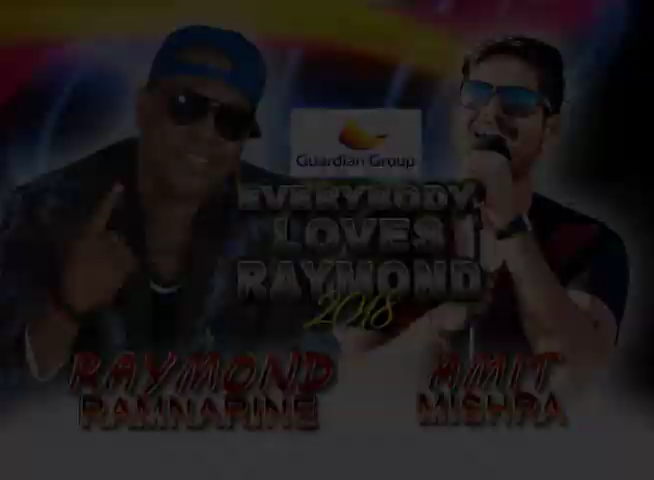 Guardian Group
EVERYBODY
LOVES
RAYMOND
2018
RAYMOND
RAMNARINE
AMIT
MISHRA